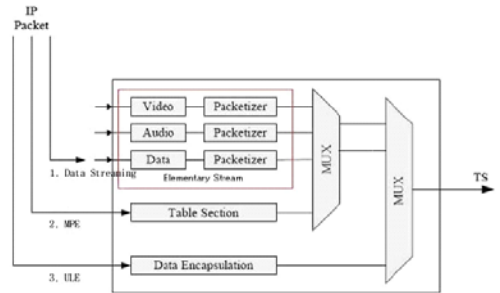 IP
Packet
Video
Packetizer
Audio
Packetizer
Data
Packetizer
1. Data Streaming
Elementary Stream
MUX
MUX
TS
Table Section
2. MPE
Data Encapsulation
3. ULE